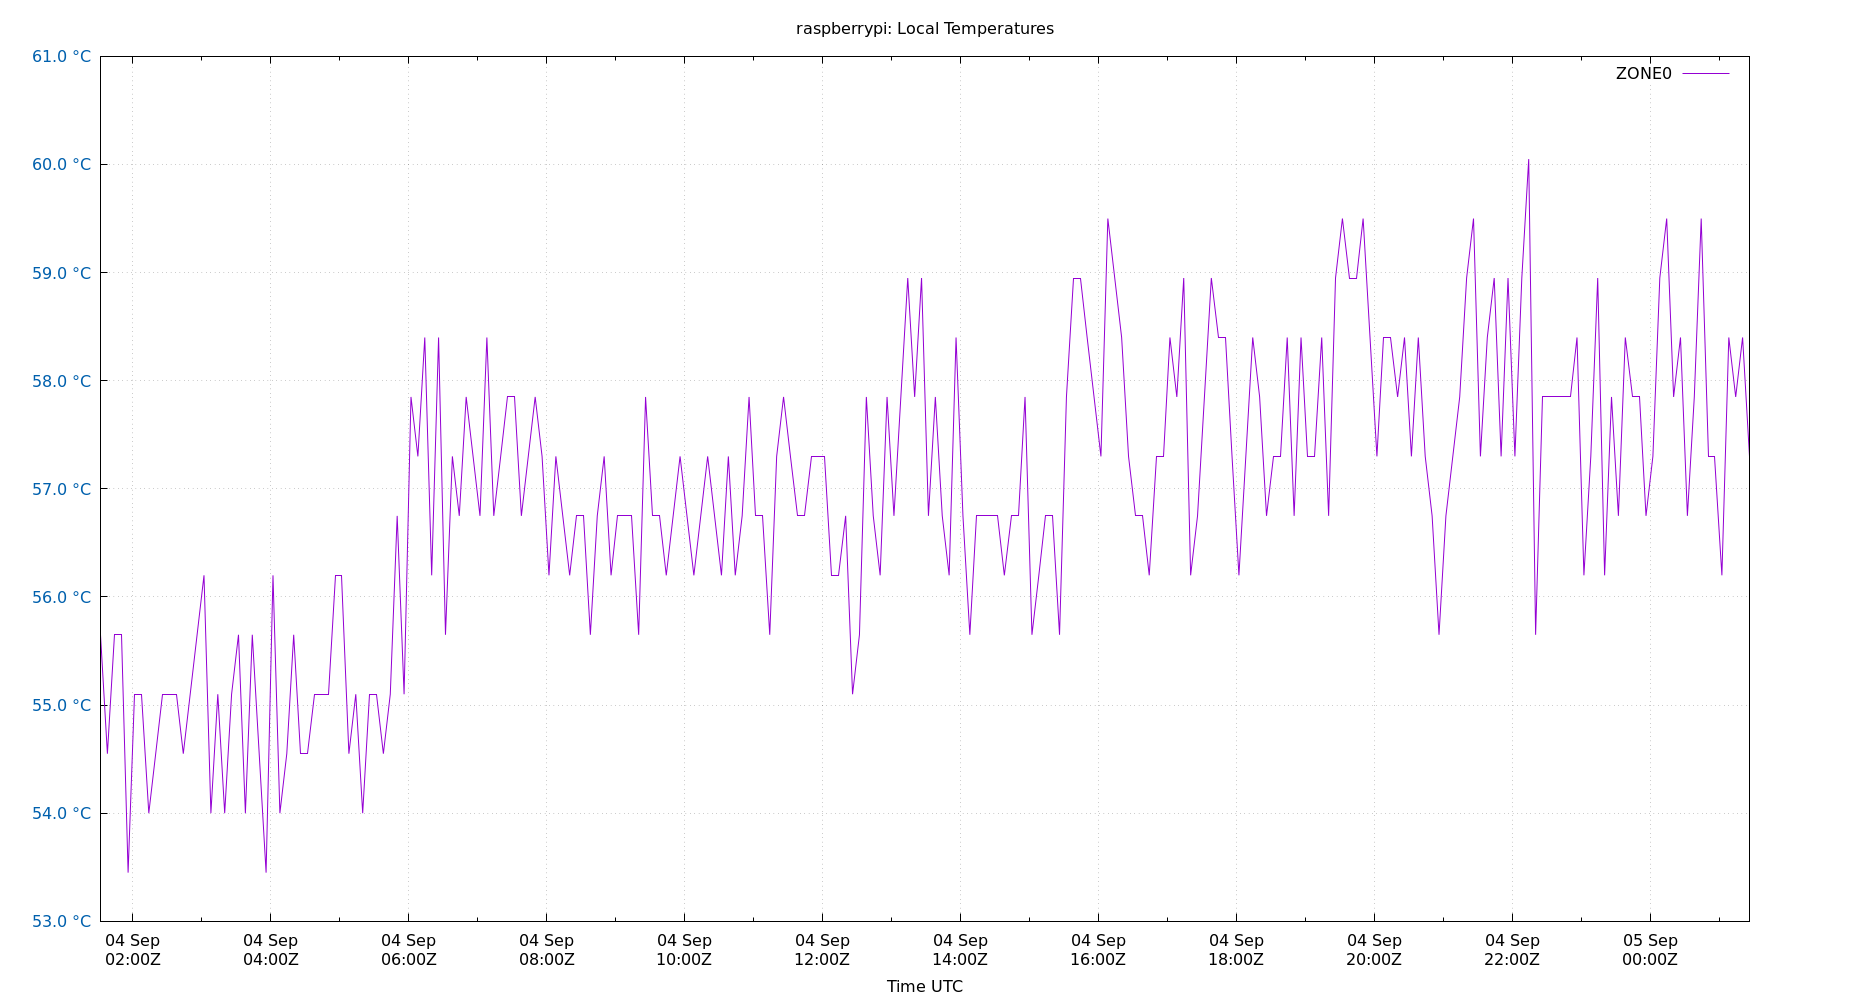 raspberrypi: Local Temperatures
61.0 °C
ZONE0
60.0 °C
59.0 °C
58.0 °C
57.0 °C
56.0 °C
55.0 °C
54.0 °C
53.0 °C
04 Sep 04 Sep 04 Sep 04 Sep 04 Sep 04 Sep 04 Sep 04 Sep 04 Sep 04 Sep 04 Sep 05 Sep
02:00Z 04:00Z 06:00Z 08:00Z 10:00Z 12:00Z 14:00Z 16:00Z 18:00Z 20:00Z 22:00Z 00:00Z
Time UTC